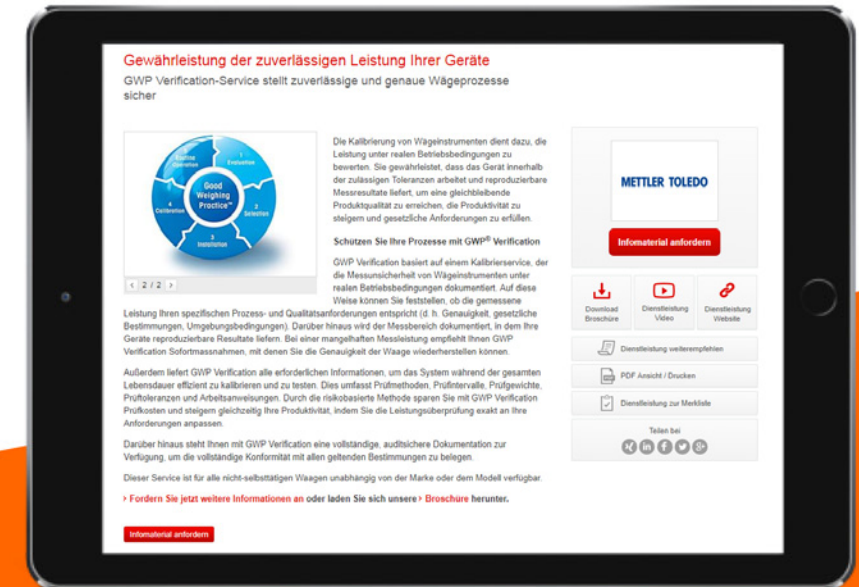 Gewährleistung der zuverlässigen Leistung Ihrer Geräte
GWP Verification-Service stellt zuverlässige und genaue Wägeprozesse
sicher
5
Routine
Operation
1
Evaluation
Good
Weighing
Practice™
4
Calibration
2
Selection
3
Installation
< 2 / 2 >
Die Kalibrierung von Wägeinstrumenten dient dazu, die
Leistung unter realen Betriebsbedingungen zu
bewerten. Sie gewährleistet, dass das Gerät innerhalb
der zulässigen Toleranzen arbeitet und reproduzierbare
Messresultate liefert, um eine gleichbleibende
Produktqualität zu erreichen, die Produktivität zu
steigern und gesetzliche Anforderungen zu erfüllen.
Schützen Sie Ihre Prozesse mit GWP® Verification
GWP Verification basiert auf einem Kalibrierservice, der
die Messunsicherheit von Wägeinstrumenten unter
realen Betriebsbedingungen dokumentiert. Auf diese
Weise können Sie feststellen, ob die gemessene
Leistung Ihren spezifischen Prozess- und Qualitätsanforderungen entspricht (d. h. Genauigkeit, gesetzliche
Bestimmungen, Umgebungsbedingungen). Darüber hinaus wird der Messbereich dokumentiert, in dem Ihre
Geräte reproduzierbare Resultate liefern. Bei einer mangelhaften Messleistung empfiehlt Ihnen GWP
Verification Sofortmassnahmen, mit denen Sie die Genauigkeit der Waage wiederherstellen können.
Außerdem liefert GWP Verification alle erforderlichen Informationen, um das System während der gesamten
Lebensdauer effizient zu kalibrieren und zu testen. Dies umfasst Prüfmethoden, Prüfintervalle, Prüfgewichte,
Prüftoleranzen und Arbeitsanweisungen. Durch die risikobasierte Methode sparen Sie mit GWP Verification
Prüfkosten und steigern gleichzeitig Ihre Produktivität, indem Sie die Leistungsüberprüfung exakt an Ihre
Anforderungen anpassen.
Darüber hinaus steht Ihnen mit GWP Verification eine vollständige, auditsichere Dokumentation zur
Verfügung, um die vollständige Konformität mit allen geltenden Bestimmungen zu belegen.
Dieser Service ist für alle nicht-selbsttätigen Waagen unabhängig von der Marke oder dem Modell verfügbar.
› Fordern Sie jetzt weitere Informationen an oder laden Sie sich unsere › Broschüre herunter.
Infomaterial anfordern
METTLER TOLEDO
Infomaterial anfordern
Download
Broschüre
Dienstleistung
Video
Dienstleistung
Website
Dienstleistung weiterempfehlen
PDF Ansicht / Drucken
Dienstleistung zur Merkliste
Teilen bei